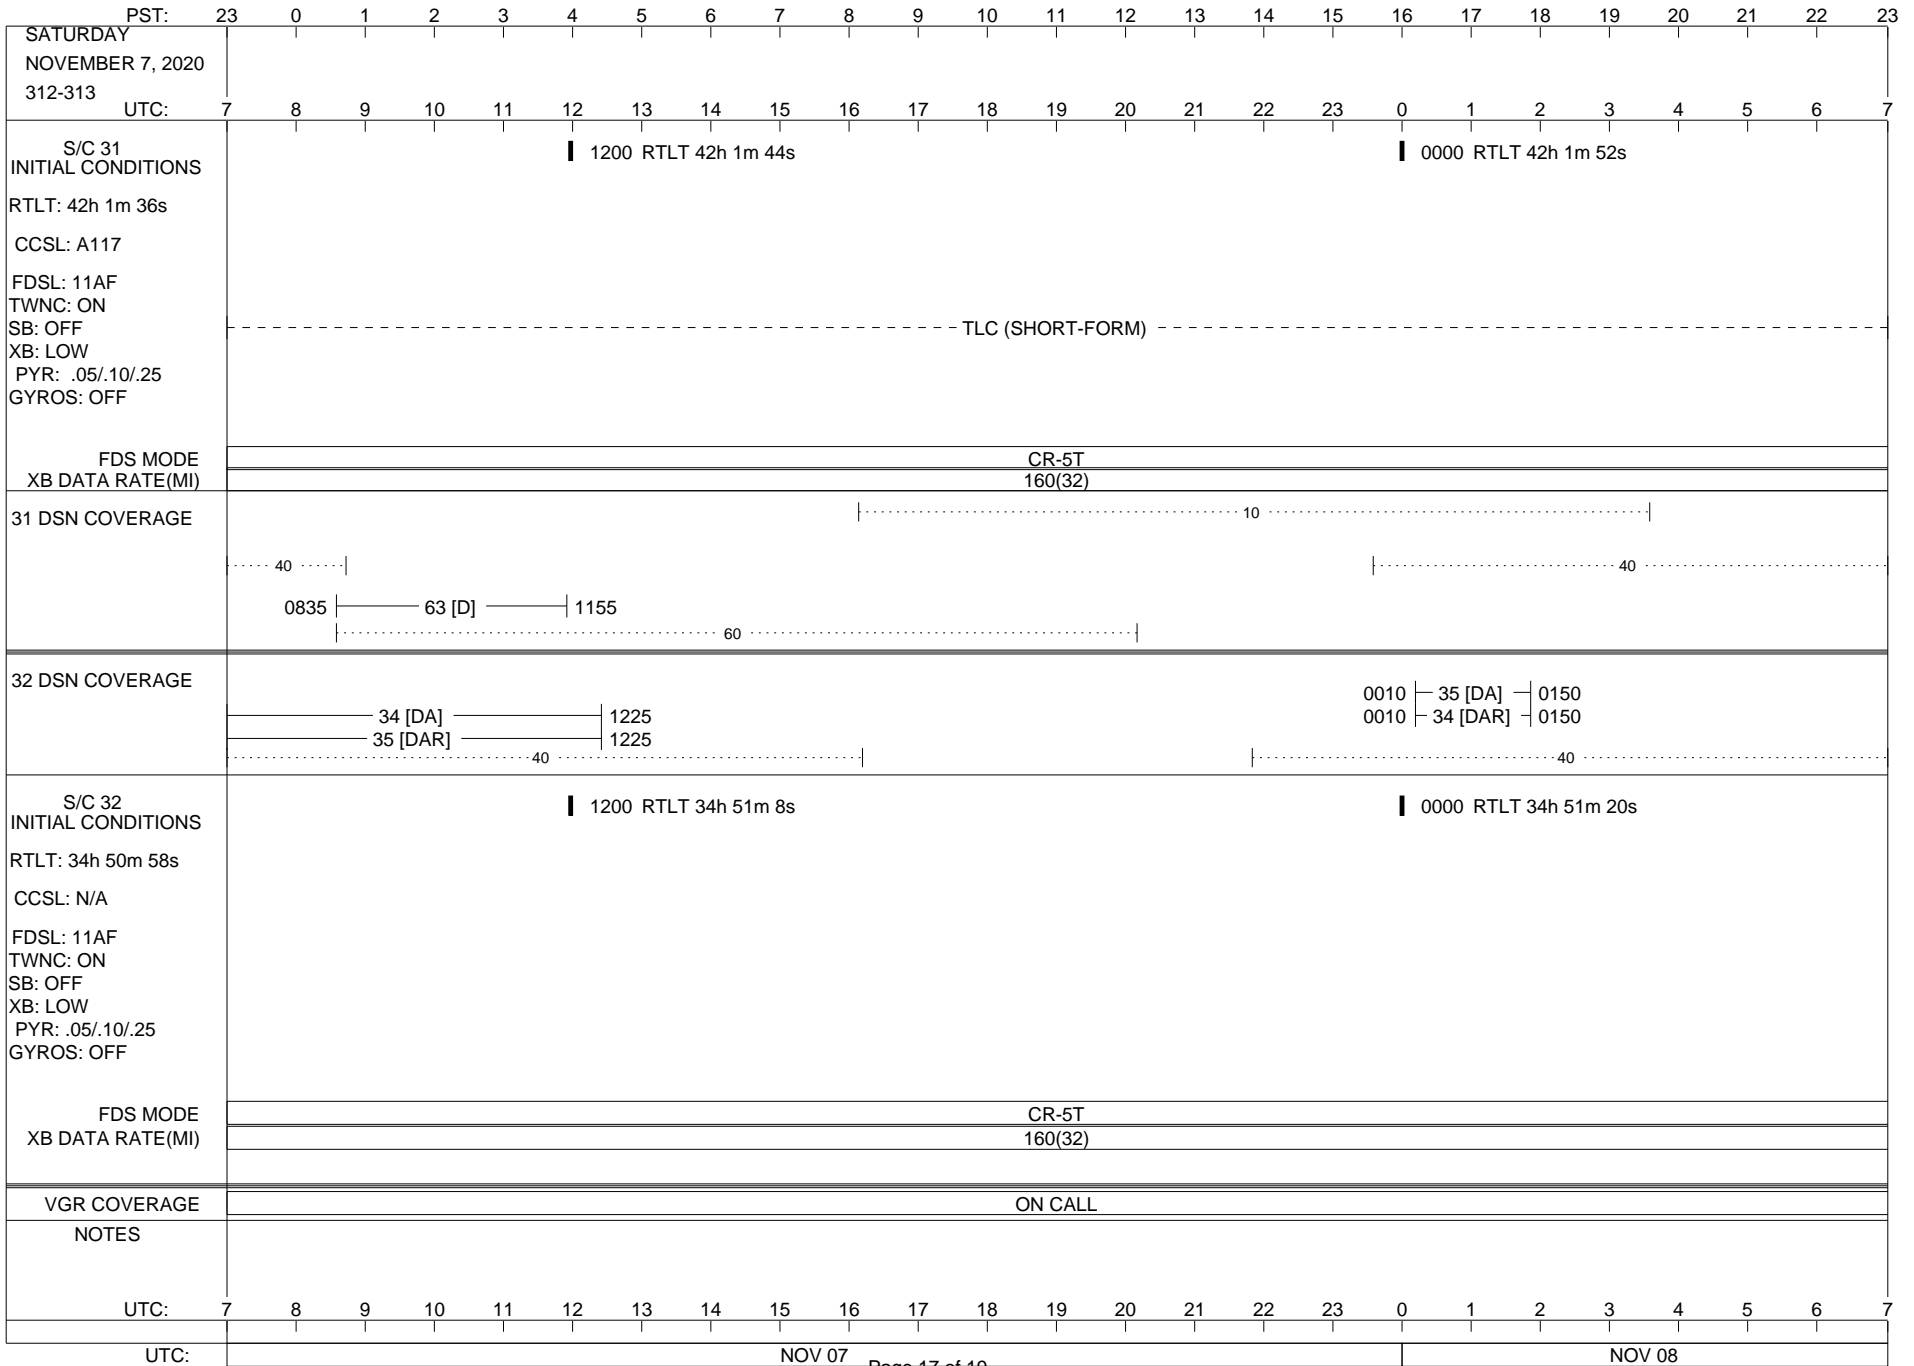 PST: 23 0 1 2 3 4 5 6 7 8 9 10 11 12 13 14 15 16 17 18 19 20 21 22 23
SATURDAY
NOVEMBER 7, 2020
312-313
UTC: 7 8 9 10 11 12 13 14 15 16 17 18 19 20 21 22 23 0 1 2 3 4 5 6 7
S/C 31
INITIAL CONDITIONS
1200 RTLT 42h 1m 44s
0000 RTLT 42h 1m 52s
RTLT: 42h 1m 36s
CCSL: A117
FDSL: 11AF
TWNC: ON
SB: OFF
TLC (SHORT-FORM)
XB: LOW
PYR: .05/.10/.25
GYROS: OFF
FDS MODE CR-5T
XB DATA RATE(MI) 160(32)
31 DSN COVERAGE
10
40
40
0835 63 [D] 1155
60
32 DSN COVERAGE
0010 35 [DA] 0150
34 [DA] 1225
0010 34 [DAR] 0150
35 [DAR] 1225
40
40
S/C 32
INITIAL CONDITIONS
1200 RTLT 34h 51m 8s
0000 RTLT 34h 51m 20s
RTLT: 34h 50m 58s
CCSL: N/A
FDSL: 11AF
TWNC: ON
SB: OFF
XB: LOW
PYR: .05/.10/.25
GYROS: OFF
FDS MODE CR-5T
XB DATA RATE(MI) 160(32)
VGR COVERAGE ON CALL
NOTES
UTC: 7 8 9 10 11 12 13 14 15 16 17 18 19 20 21 22 23 0 1 2 3 4 5 6 7
UTC: NOV 07 NOV 08
Page 17 of 19